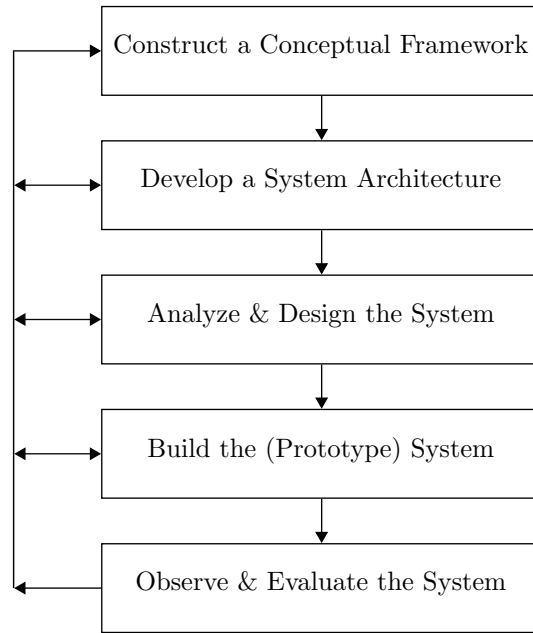 Construct a Conceptual Framework
Develop a System Architecture
Analyze & Design the System
Build the (Prototype) System
Observe & Evaluate the System